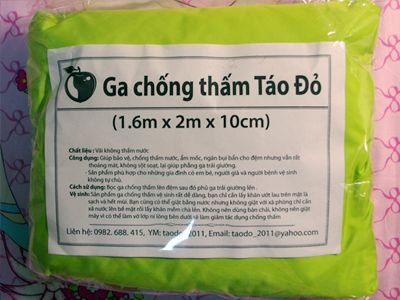 Ga chống thấm Táo Đỏ
(1.6m x 2m x 10cm)
Chất liệu : Vải không thấm nước
Công dụng: Giúp bảo vệ, chống thấm nước, ẩm mốc, ngăn bụi bẩn cho đệm nhưng vẫn rất
thoáng mát, không sột soạt, lại giúp phẳng ga trải giường.
- Sản phẩm phù hợp cho những gia đình có em bé, người già và người bệnh vệ sinh
không tự chủ.
Cách sử dụng: Bọc ga chống thấm lên đệm sau đó phủ ga trải giường lên .
Vệ sinh: Sản phẩm ga chống thấm vệ sinh rất dễ dàng, bạn chỉ cần lấy khăn ướt lau trên mặt là
sạch và hết mùi. Bạn cũng có thể giặt bằng nước nhưng không giặt với xà phòng chỉ cần
xả nước lên bề mặt rồi lấy khăn mềm chà lên. Không nên dùng bàn chải, không nên giặt
máy vì có thể làm vỡ lớp ni lông bên dưới sẽ làm giảm tác dụng chống thấm
Liên hệ: 0982. 688. 415, YM: taodo_2011, Email: taodo_2011@yahoo.com